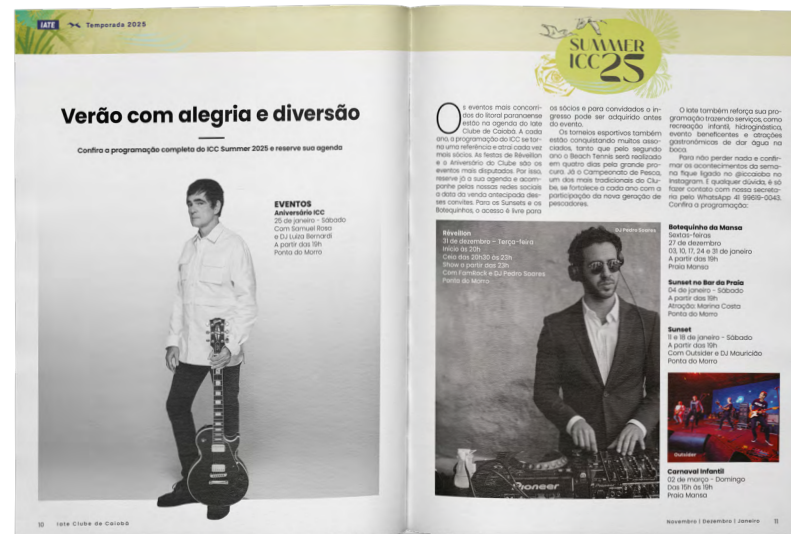 IATE
Temporada 2025
Verão com alegria e diversão
Confira a programação completa do ICC Summer 2025 e reserve sua agenda
EVENTOS
Aniversário ICC
25 de janeiro - Sábado
Com Samuel Rosa
e DJ Luiza Bernardi
A partir das 19h
Ponta do Morro
10 Iate Clube de Caiobá
SUMMER
ICC 25
Os eventos mais concorri-
dos do litoral paranaense
estão na agenda do Iate
Clube de Caiobá. A cada
ano, a programação do ICC se tor-
na uma referência e atrai cada vez
mais sócios. As festas de Réveillon
e o Aniversário do Clube são os
eventos mais disputados. Por isso,
reserve já a sua agenda e acom-
panhe pelas nossas redes sociais
a data da venda antecipada des-
ses convites. Para os Sunsets e os
Botequinhos, o acesso é livre para
os sócios e para convidados o in-
gresso pode ser adquirido antes
do evento.
Os torneios esportivos também
estão conquistando muitos asso-
ciados, tanto que pelo segundo
ano o Beach Tennis será realizado
em quatro dias pela grande pro-
cura. Já o Campeonato de Pesca,
um dos mais tradicionais do Clu-
be, se fortalece a cada ano com a
participação da nova geração de
pescadores.
O Iate também reforça sua pro-
gramação trazendo serviços, como
recreação infantil, hidroginástica,
evento beneficentes e atrações
gastronômicas de dar água na
boca.
Para não perder nada e confir-
mar os acontecimentos da sema-
na fique ligado no @iccaioba no
Instagram. E qualquer dúvida, é só
fazer contato com nossa secreta-
ria pelo WhatsApp 41 99619-0043.
Confira a programação:
DJ Pedro Soares
Réveillon
31 de dezembro - Terça-feira
Início às 20h
Ceia das 20h30 às 23h
Show a partir das 23h
Com FamRock e DJ Pedro Soares
Ponta do Morro
Pioneer
Botequinho da Mansa
Sextas-feiras
27 de dezembro
03, 10, 17, 24 e 31 de janeiro
A partir das 19h
Praia Mansa
Sunset no Bar da Praia
04 de janeiro - Sábado
A partir das 19h
Atração: Marina Costa
Ponta do Morro
Sunset
11 e 18 de janeiro - Sábado
A partir das 19h
Com Outsider e DJ Mauricião
Ponta do Morro
Outsider
Carnaval Infantil
02 de março - Domingo
Das 15h às 19h
Praia Mansa
Novembro | Dezembro | Janeiro 11